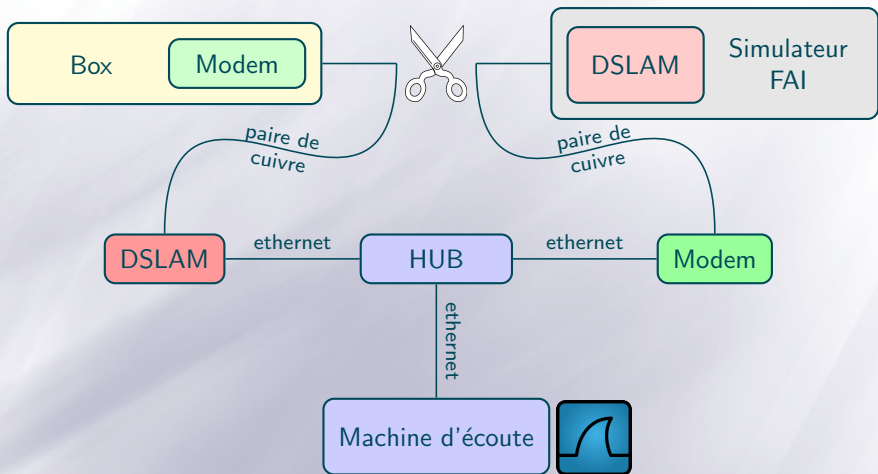 Box
Modem
DSLAM
Simulateur
FAI
paire de
cuivre
paire de
cuivre
DSLAM
ethernet
HUB
ethernet
Modem
ethernet
Machine d'écoute